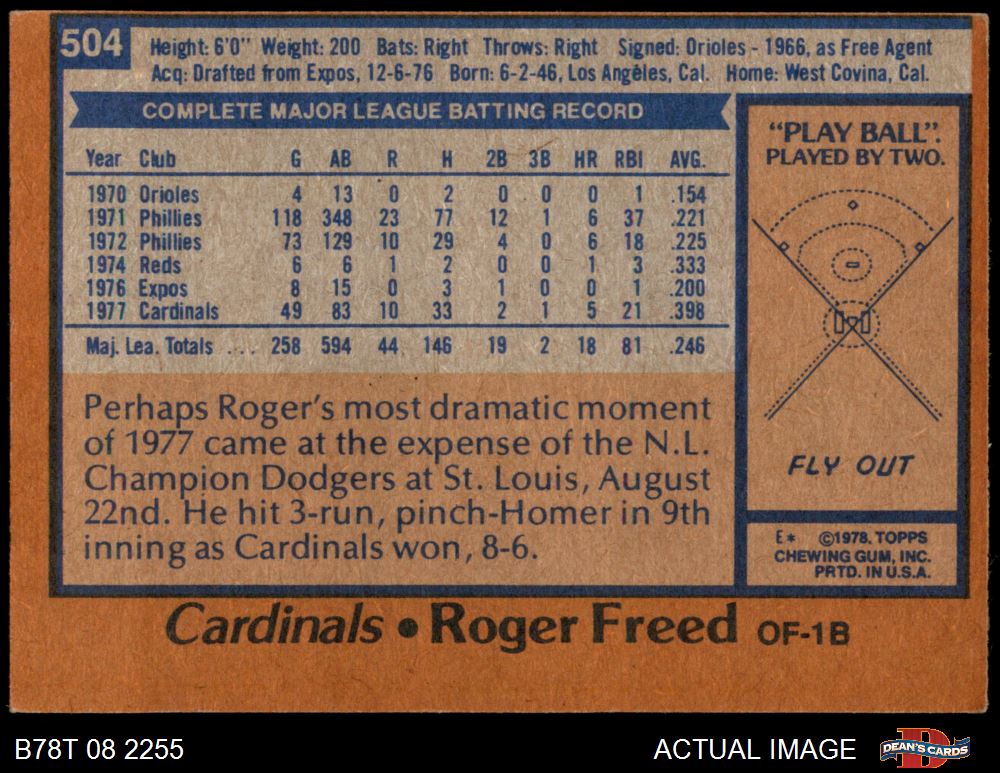 504
Height: 6'0" Weight: 200 Bats: Right Throws: Right Signed: Orioles - 1966, as Free Agent
Acq: Drafted from Expos, 12-6-76 Born: 6-2-46, Los Angeles, Cal. Home: West Covina, Cal.
COMPLETE MAJOR LEAGUE BATTING RECORD
Year Club G AB R H 2B 3B HR RBI AVG.
1970 Orioles 4 13 0 2 0 0 0 1 .154
1971 Phillies 118 348 23 77 12 1 6 37 .221
1972 Phillies 73 129 10 29 4 0 6 18 .225
1974 Reds 6 6 1 2 0 0 1 3 .333
1976 Expos 8 15 0 3 1 0 0 1 .200
1977 Cardinals 49 83 10 33 2 1 5 21 .398
Maj. Lea. Totals .... 258 594 44 146 19 2 18 81 .246
Perhaps Roger's most dramatic moment
of 1977 came at the expense of the N.L.
Champion Dodgers at St. Louis, August
22nd. He hit 3-run, pinch-Homer in 9th
inning as Cardinals won, 8-6.
"PLAY BALL".
PLAYED BY TWO.
FLY OUT
E* ©1978, TOPPS
CHEWING GUM, INC.
PRTD. IN U.S.A.
Cardinals • Roger Freed OF-1B
B78T 08 2255
ACTUAL IMAGE
DEAN'S CARDS